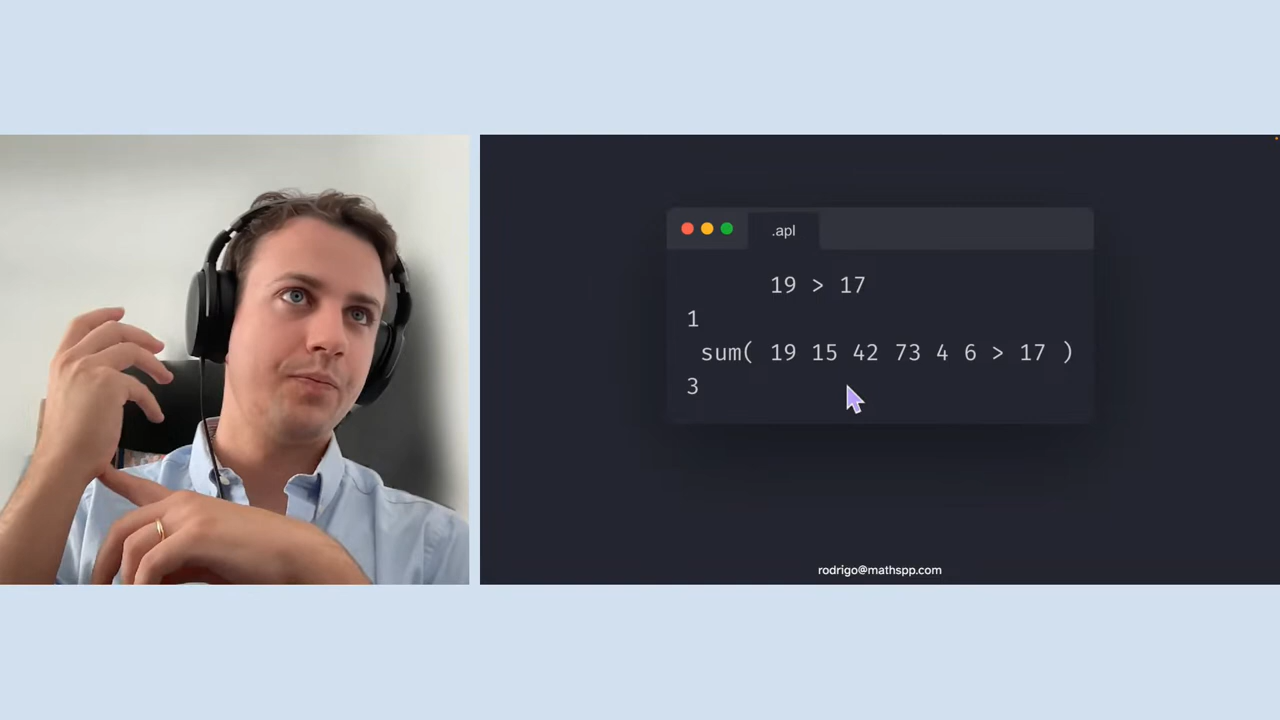 .apl
19 > 17
1
sum( 19 15 42 73 4 6 > 17 )
3
rodrigo@mathspp.com